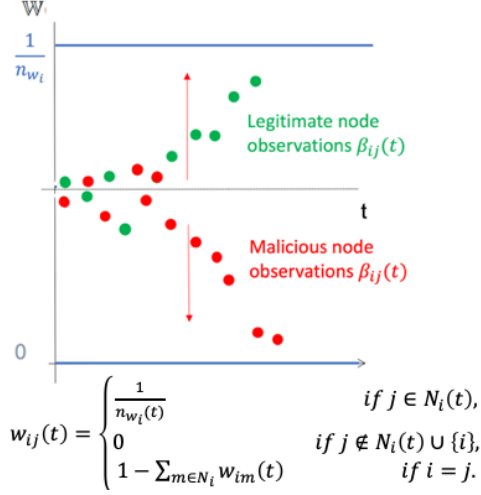 𝕎
1
n_{w_i}
Legitimate node
observations β_{ij}(t)
t
Malicious node
observations β_{ij}(t)
0
w_{ij}(t) = { \frac{1}{n_{w_i}(t)} if j ∈ N_i(t),
0 if j ∉ N_i(t) ∪ {i},
1 − ∑_{m∈N_i} w_{im}(t) if i = j.